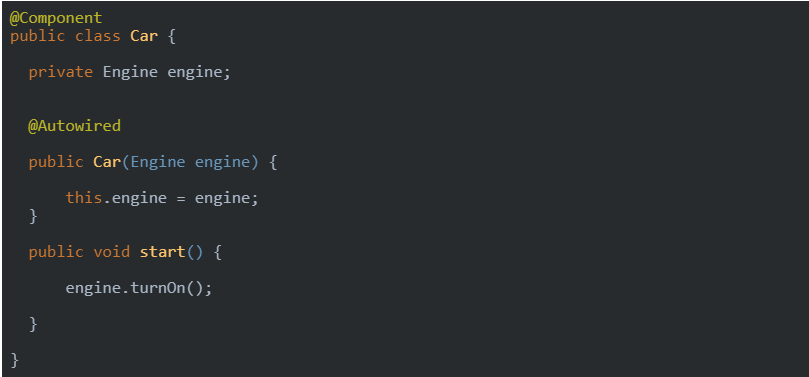 @Component
public class Car {
private Engine engine;
@Autowired
public Car(Engine engine) {
this.engine = engine;
}
public void start() {
engine.turnOn();
}
}